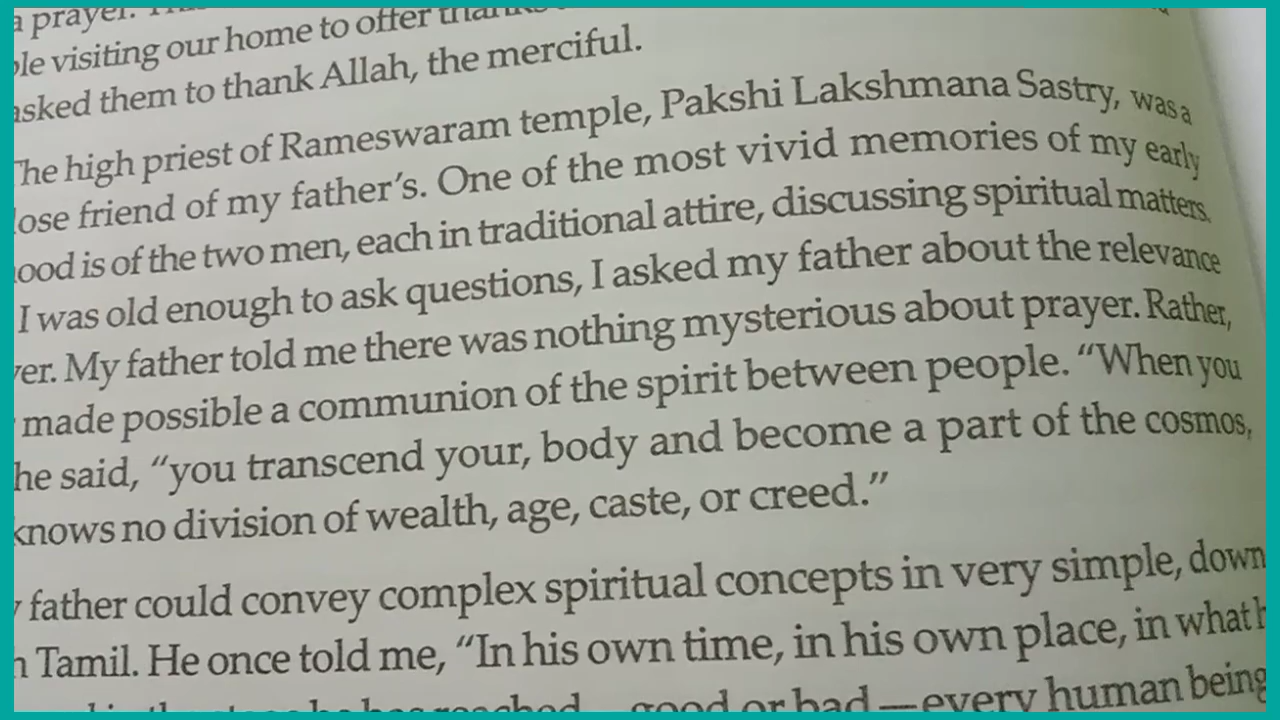 a prayer.
visiting our home to offer thanks
asked them to thank Allah, the merciful.
The high priest of Rameswaram temple, Pakshi Lakshmana Sastry, was a
lose friend of my father's. One of the most vivid memories of my early
ood is of the two men, each in traditional attire, discussing spiritual matters.
I was old enough to ask questions, I asked my father about the relevance
er. My father told me there was nothing mysterious about prayer. Rather,
made possible a communion of the spirit between people. “When you
he said, “you transcend your, body and become a part of the cosmos,
knows no division of wealth, age, caste, or creed.”
father could convey complex spiritual concepts in very simple, down
Tamil. He once told me, “In his own time, in his own place, in what h
he has reached—good or bad—every human being